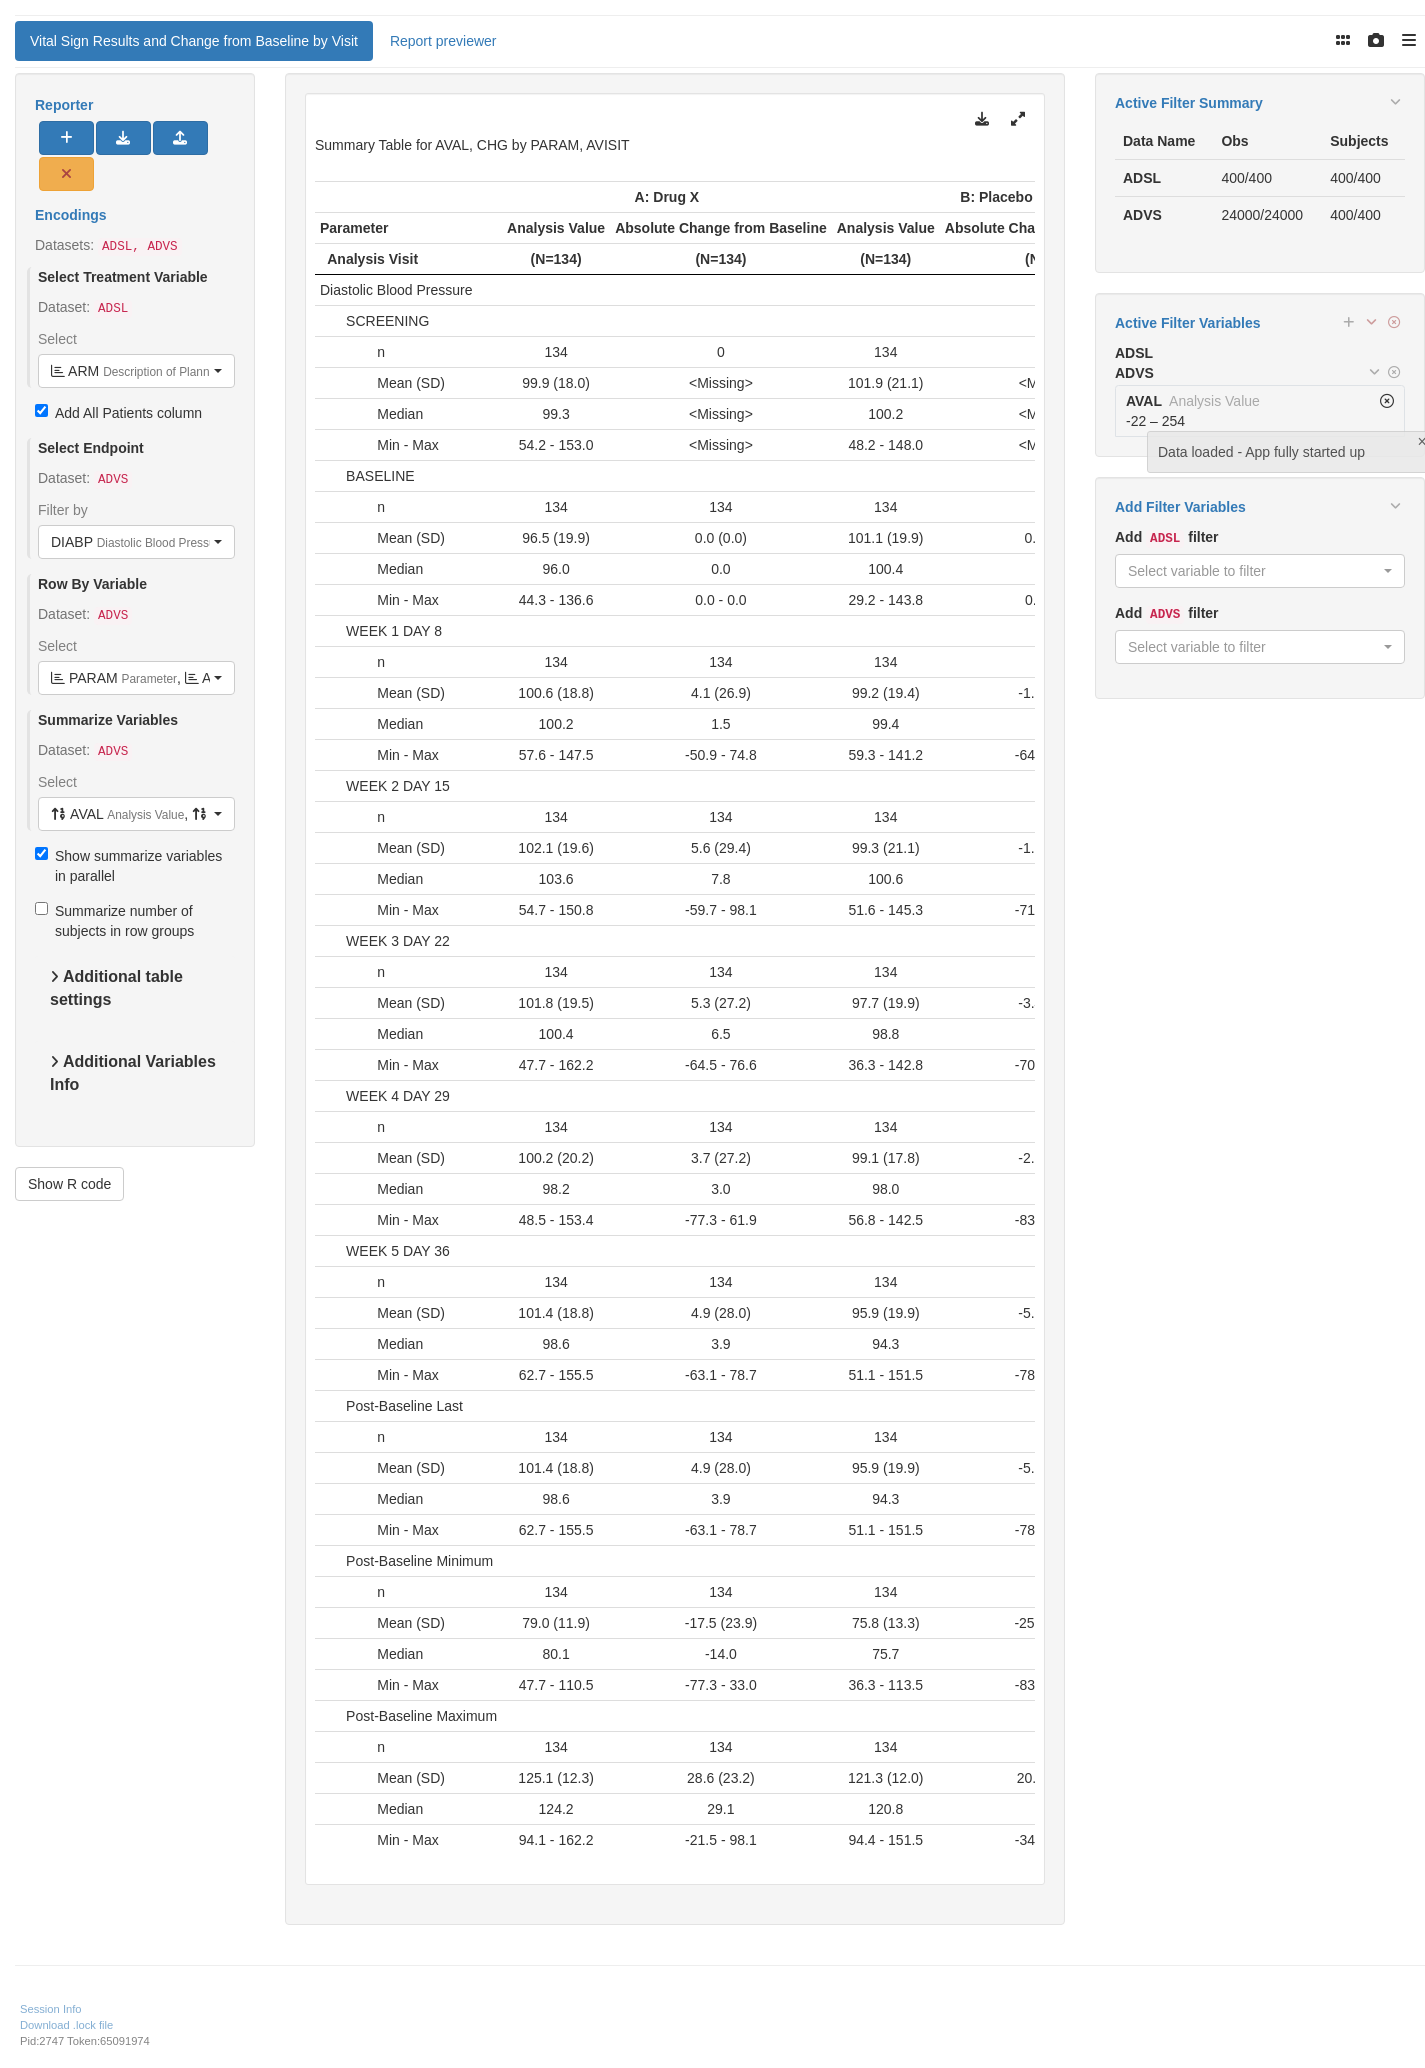 Vital Sign Results and Change from Baseline by Visit Report previewer
Reporter
Encodings
Datasets: ADSL, ADVS
Select Treatment Variable
Dataset: ADSL
Select
ARM Description of Plann
Add All Patients column
Select Endpoint
Dataset: ADVS
Filter by
DIABP Diastolic Blood Press
Row By Variable
Dataset: ADVS
Select
PARAM Parameter, A
Summarize Variables
Dataset: ADVS
Select
AVAL Analysis Value,
Show summarize variables
in parallel
Summarize number of
subjects in row groups
Additional table
settings
Additional Variables
Info
Show R code
Summary Table for AVAL, CHG by PARAM, AVISIT
A: Drug X B: Placebo
Parameter Analysis Value Absolute Change from Baseline Analysis Value Absolute Cha
Analysis Visit (N=134) (N=134) (N=134) (N
Diastolic Blood Pressure
SCREENING
n 134 0 134
Mean (SD) 99.9 (18.0) <Missing> 101.9 (21.1) <M
Median 99.3 <Missing> 100.2 <M
Min - Max 54.2 - 153.0 <Missing> 48.2 - 148.0 <M
BASELINE
n 134 134 134
Mean (SD) 96.5 (19.9) 0.0 (0.0) 101.1 (19.9) 0.
Median 96.0 0.0 100.4
Min - Max 44.3 - 136.6 0.0 - 0.0 29.2 - 143.8 0.
WEEK 1 DAY 8
n 134 134 134
Mean (SD) 100.6 (18.8) 4.1 (26.9) 99.2 (19.4) -1.
Median 100.2 1.5 99.4
Min - Max 57.6 - 147.5 -50.9 - 74.8 59.3 - 141.2 -64
WEEK 2 DAY 15
n 134 134 134
Mean (SD) 102.1 (19.6) 5.6 (29.4) 99.3 (21.1) -1.
Median 103.6 7.8 100.6
Min - Max 54.7 - 150.8 -59.7 - 98.1 51.6 - 145.3 -71
WEEK 3 DAY 22
n 134 134 134
Mean (SD) 101.8 (19.5) 5.3 (27.2) 97.7 (19.9) -3.
Median 100.4 6.5 98.8
Min - Max 47.7 - 162.2 -64.5 - 76.6 36.3 - 142.8 -70
WEEK 4 DAY 29
n 134 134 134
Mean (SD) 100.2 (20.2) 3.7 (27.2) 99.1 (17.8) -2.
Median 98.2 3.0 98.0
Min - Max 48.5 - 153.4 -77.3 - 61.9 56.8 - 142.5 -83
WEEK 5 DAY 36
n 134 134 134
Mean (SD) 101.4 (18.8) 4.9 (28.0) 95.9 (19.9) -5.
Median 98.6 3.9 94.3
Min - Max 62.7 - 155.5 -63.1 - 78.7 51.1 - 151.5 -78
Post-Baseline Last
n 134 134 134
Mean (SD) 101.4 (18.8) 4.9 (28.0) 95.9 (19.9) -5.
Median 98.6 3.9 94.3
Min - Max 62.7 - 155.5 -63.1 - 78.7 51.1 - 151.5 -78
Post-Baseline Minimum
n 134 134 134
Mean (SD) 79.0 (11.9) -17.5 (23.9) 75.8 (13.3) -25
Median 80.1 -14.0 75.7
Min - Max 47.7 - 110.5 -77.3 - 33.0 36.3 - 113.5 -83
Post-Baseline Maximum
n 134 134 134
Mean (SD) 125.1 (12.3) 28.6 (23.2) 121.3 (12.0) 20.
Median 124.2 29.1 120.8
Min - Max 94.1 - 162.2 -21.5 - 98.1 94.4 - 151.5 -34
Active Filter Summary
Data Name Obs Subjects
ADSL 400/400 400/400
ADVS 24000/24000 400/400
Active Filter Variables
ADSL
ADVS
AVAL Analysis Value
-22 – 254
Data loaded - App fully started up
Add Filter Variables
Add ADSL filter
Select variable to filter
Add ADVS filter
Select variable to filter
Session Info
Download .lock file
Pid:2747 Token:65091974